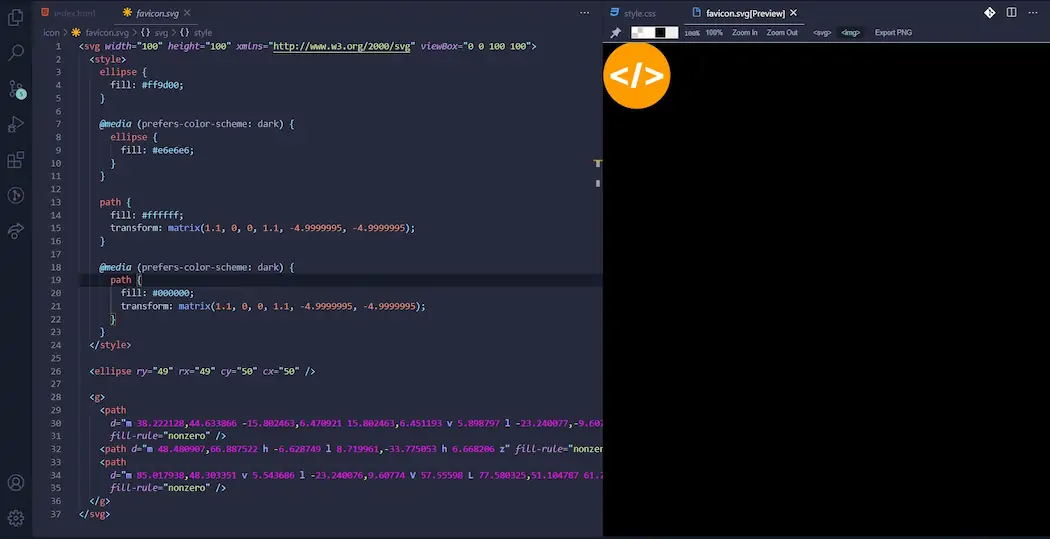 index.html
favicon.svg
style.css
favicon.svg[Preview]
icon > favicon.svg > {} svg > {} style
100% 100% Zoom In Zoom Out <svg> <img> Export PNG
</>
1 <svg width="100" height="100" xmlns="http://www.w3.org/2000/svg" viewBox="0 0 100 100">
2 <style>
3 ellipse {
4 fill: #ff9d00;
5 }
6
7 @media (prefers-color-scheme: dark) {
8 ellipse {
9 fill: #e6e6e6;
10 }
11 }
12
13 path {
14 fill: #ffffff;
15 transform: matrix(1.1, 0, 0, 1.1, -4.9999995, -4.9999995);
16 }
17
18 @media (prefers-color-scheme: dark) {
19 path {
20 fill: #000000;
21 transform: matrix(1.1, 0, 0, 1.1, -4.9999995, -4.9999995);
22 }
23 }
24 </style>
25
26 <ellipse ry="49" rx="49" cy="50" cx="50" />
27
28 <g>
29 <path
30 d="m 38.222128,44.633866 -15.802463,6.470921 15.802463,6.451193 v 5.898797 l -23.240077,-9.607
31 fill-rule="nonzero" />
32 <path d="m 48.480907,66.887522 h -6.628749 l 8.719961,-33.775053 h 6.668206 z" fill-rule="nonzer
33 <path
34 d="m 85.017938,48.303351 v 5.543686 l -23.240076,9.60774 V 57.55598 L 77.580325,51.104787 61.7
35 fill-rule="nonzero" />
36 </g>
37 </svg>